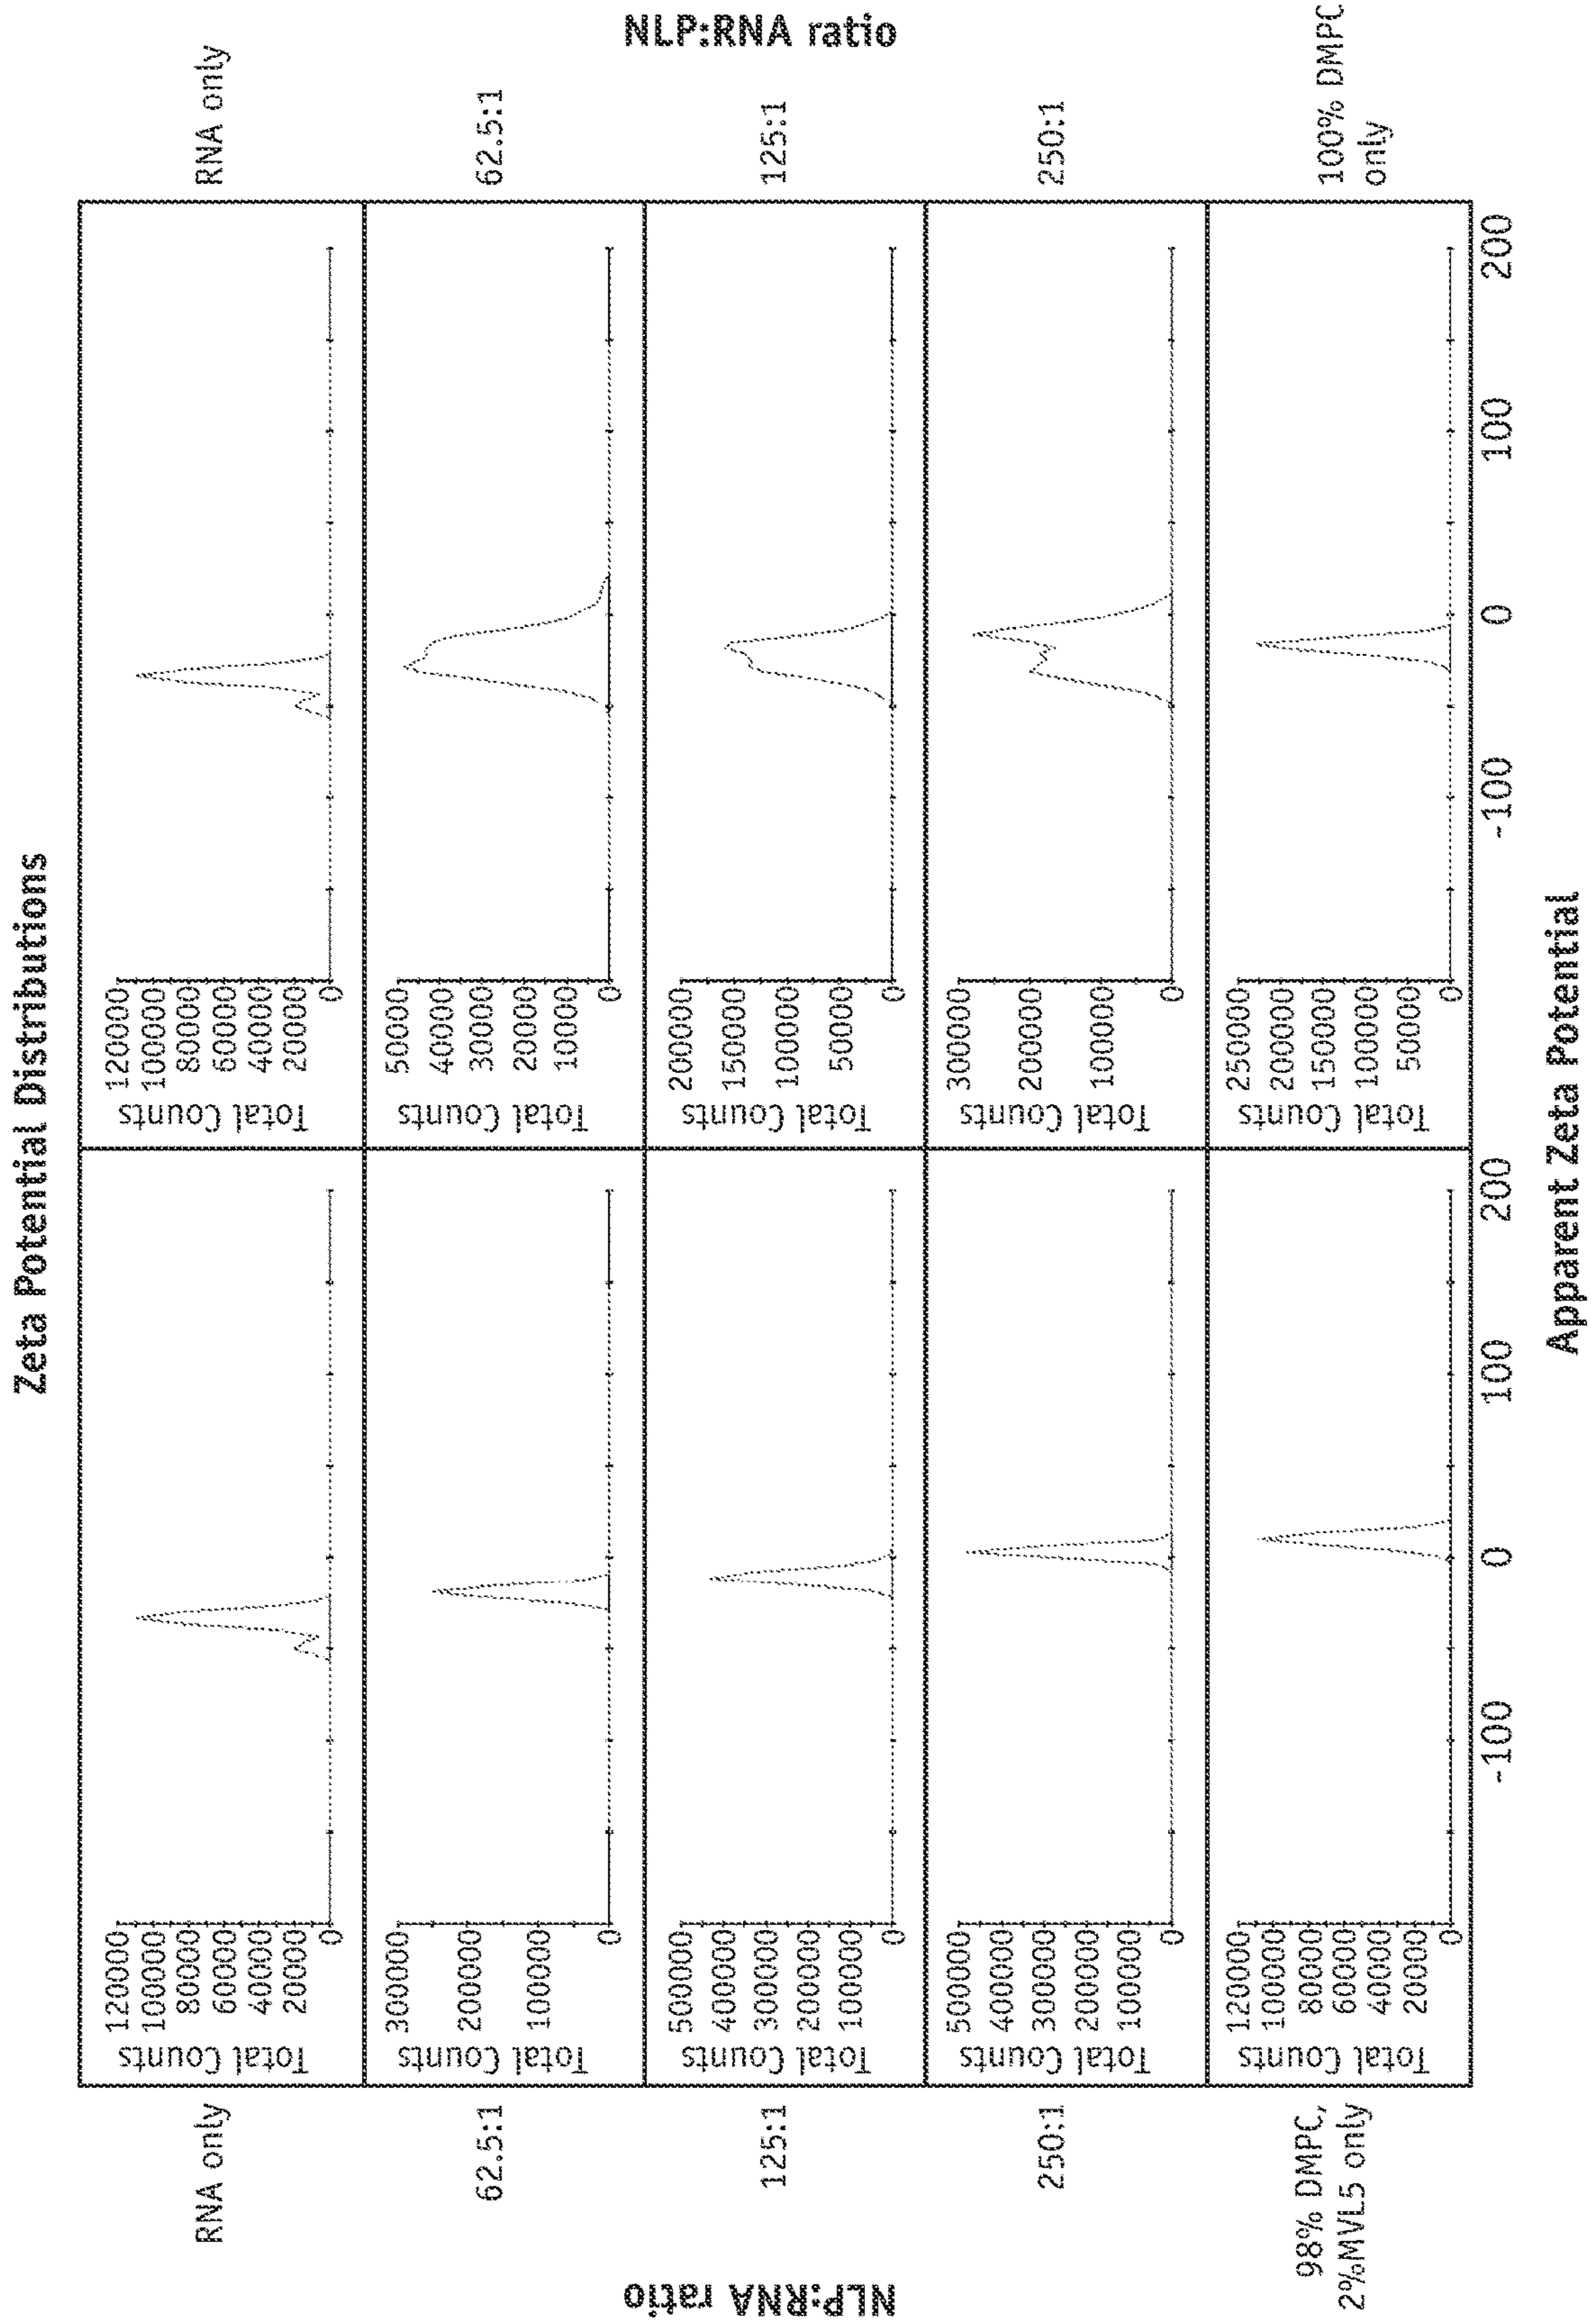 Zeta Potential Distributions
NLP:RNA ratio
NLP:RNA ratio
RNA only
Total Counts
120000
100000
80000
60000
40000
20000
0
Total Counts
120000
100000
80000
60000
40000
20000
0
RNA only
62.5:1
Total Counts
300000
200000
100000
0
Total Counts
50000
40000
30000
20000
10000
0
62.5:1
125:1
Total Counts
500000
400000
300000
200000
100000
0
Total Counts
200000
150000
100000
50000
0
125:1
250:1
Total Counts
500000
400000
300000
200000
100000
0
Total Counts
300000
200000
100000
0
250:1
98% DMPC,
2%MVL5 only
Total Counts
120000
100000
80000
60000
40000
20000
0
Total Counts
250000
200000
150000
100000
50000
0
100% DMPC
only
-100 0 100 200
-100 0 100 200
Apparent Zeta Potential